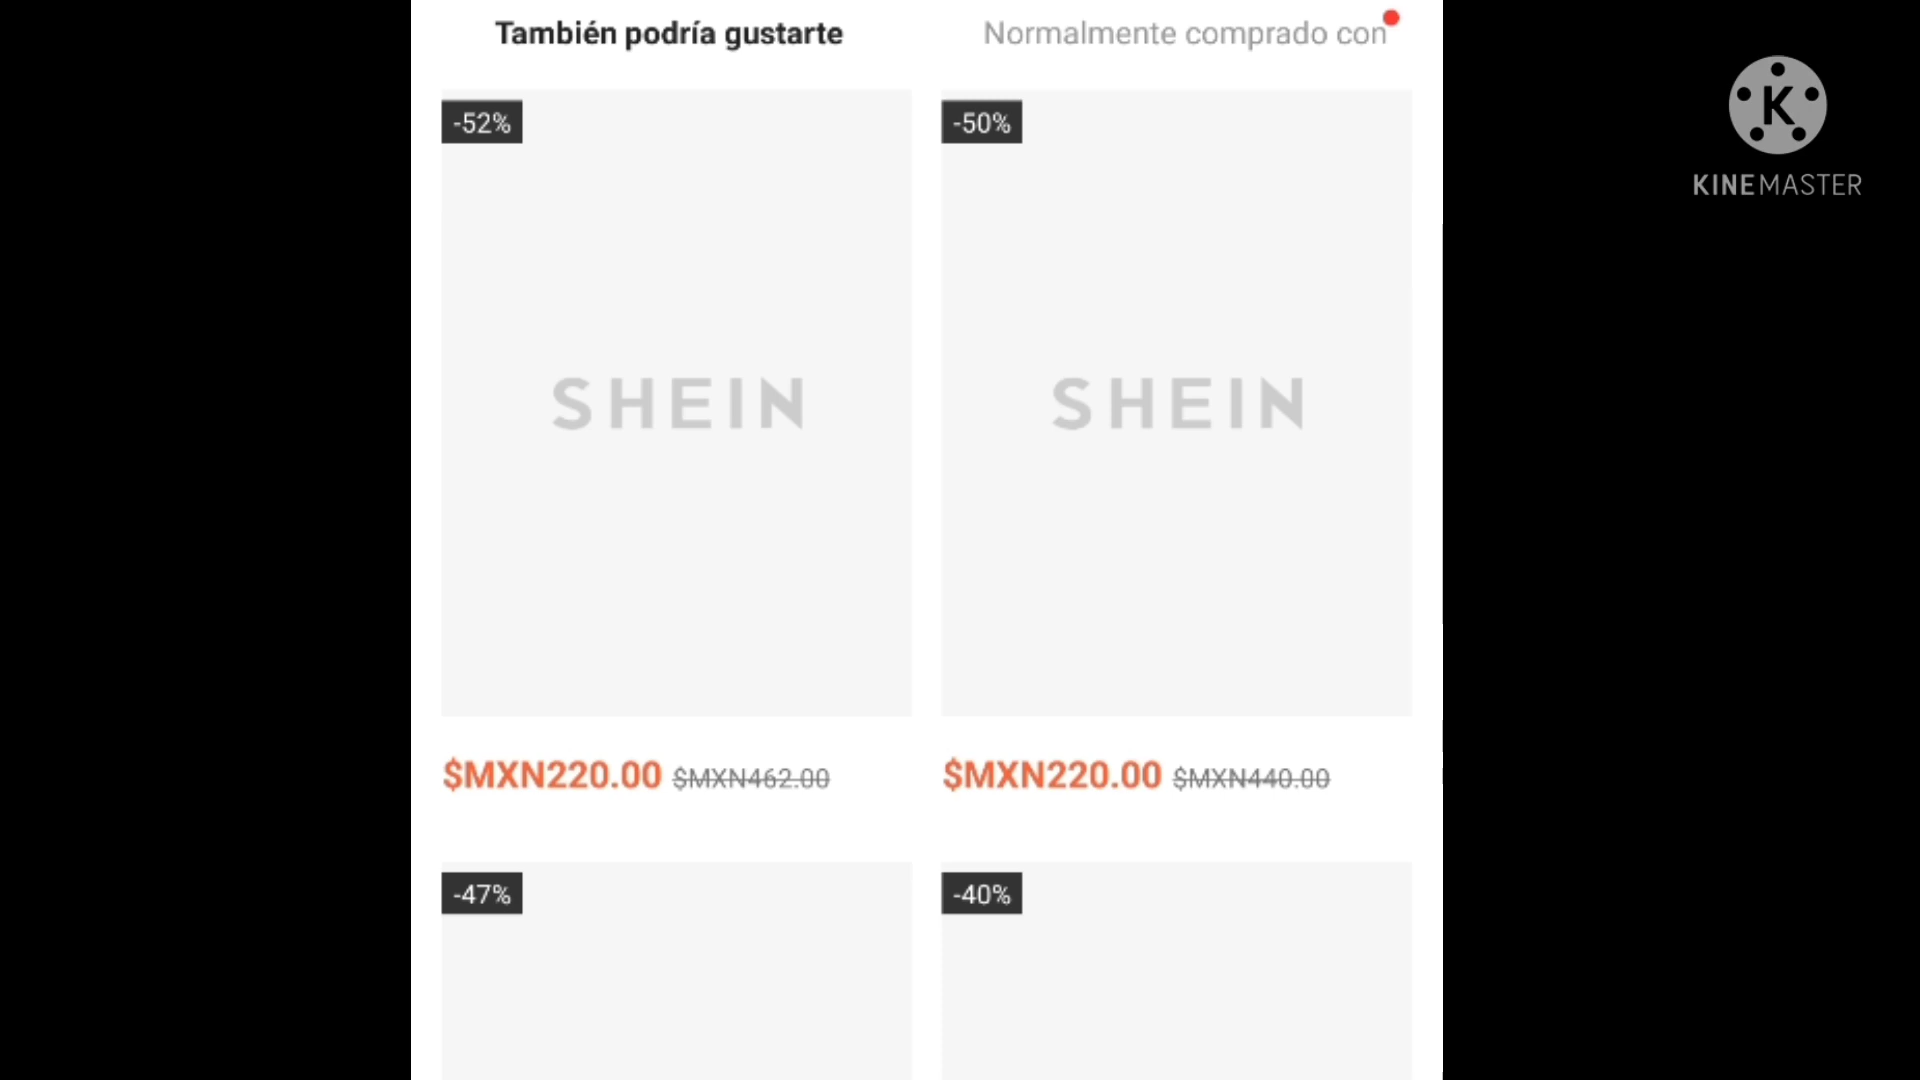 También podría gustarte
Normalmente comprado con
K
KINEMASTER
-52%
-50%
SHEIN
SHEIN
$MXN220.00 $MXN462.00
$MXN220.00 $MXN440.00
-47%
-40%